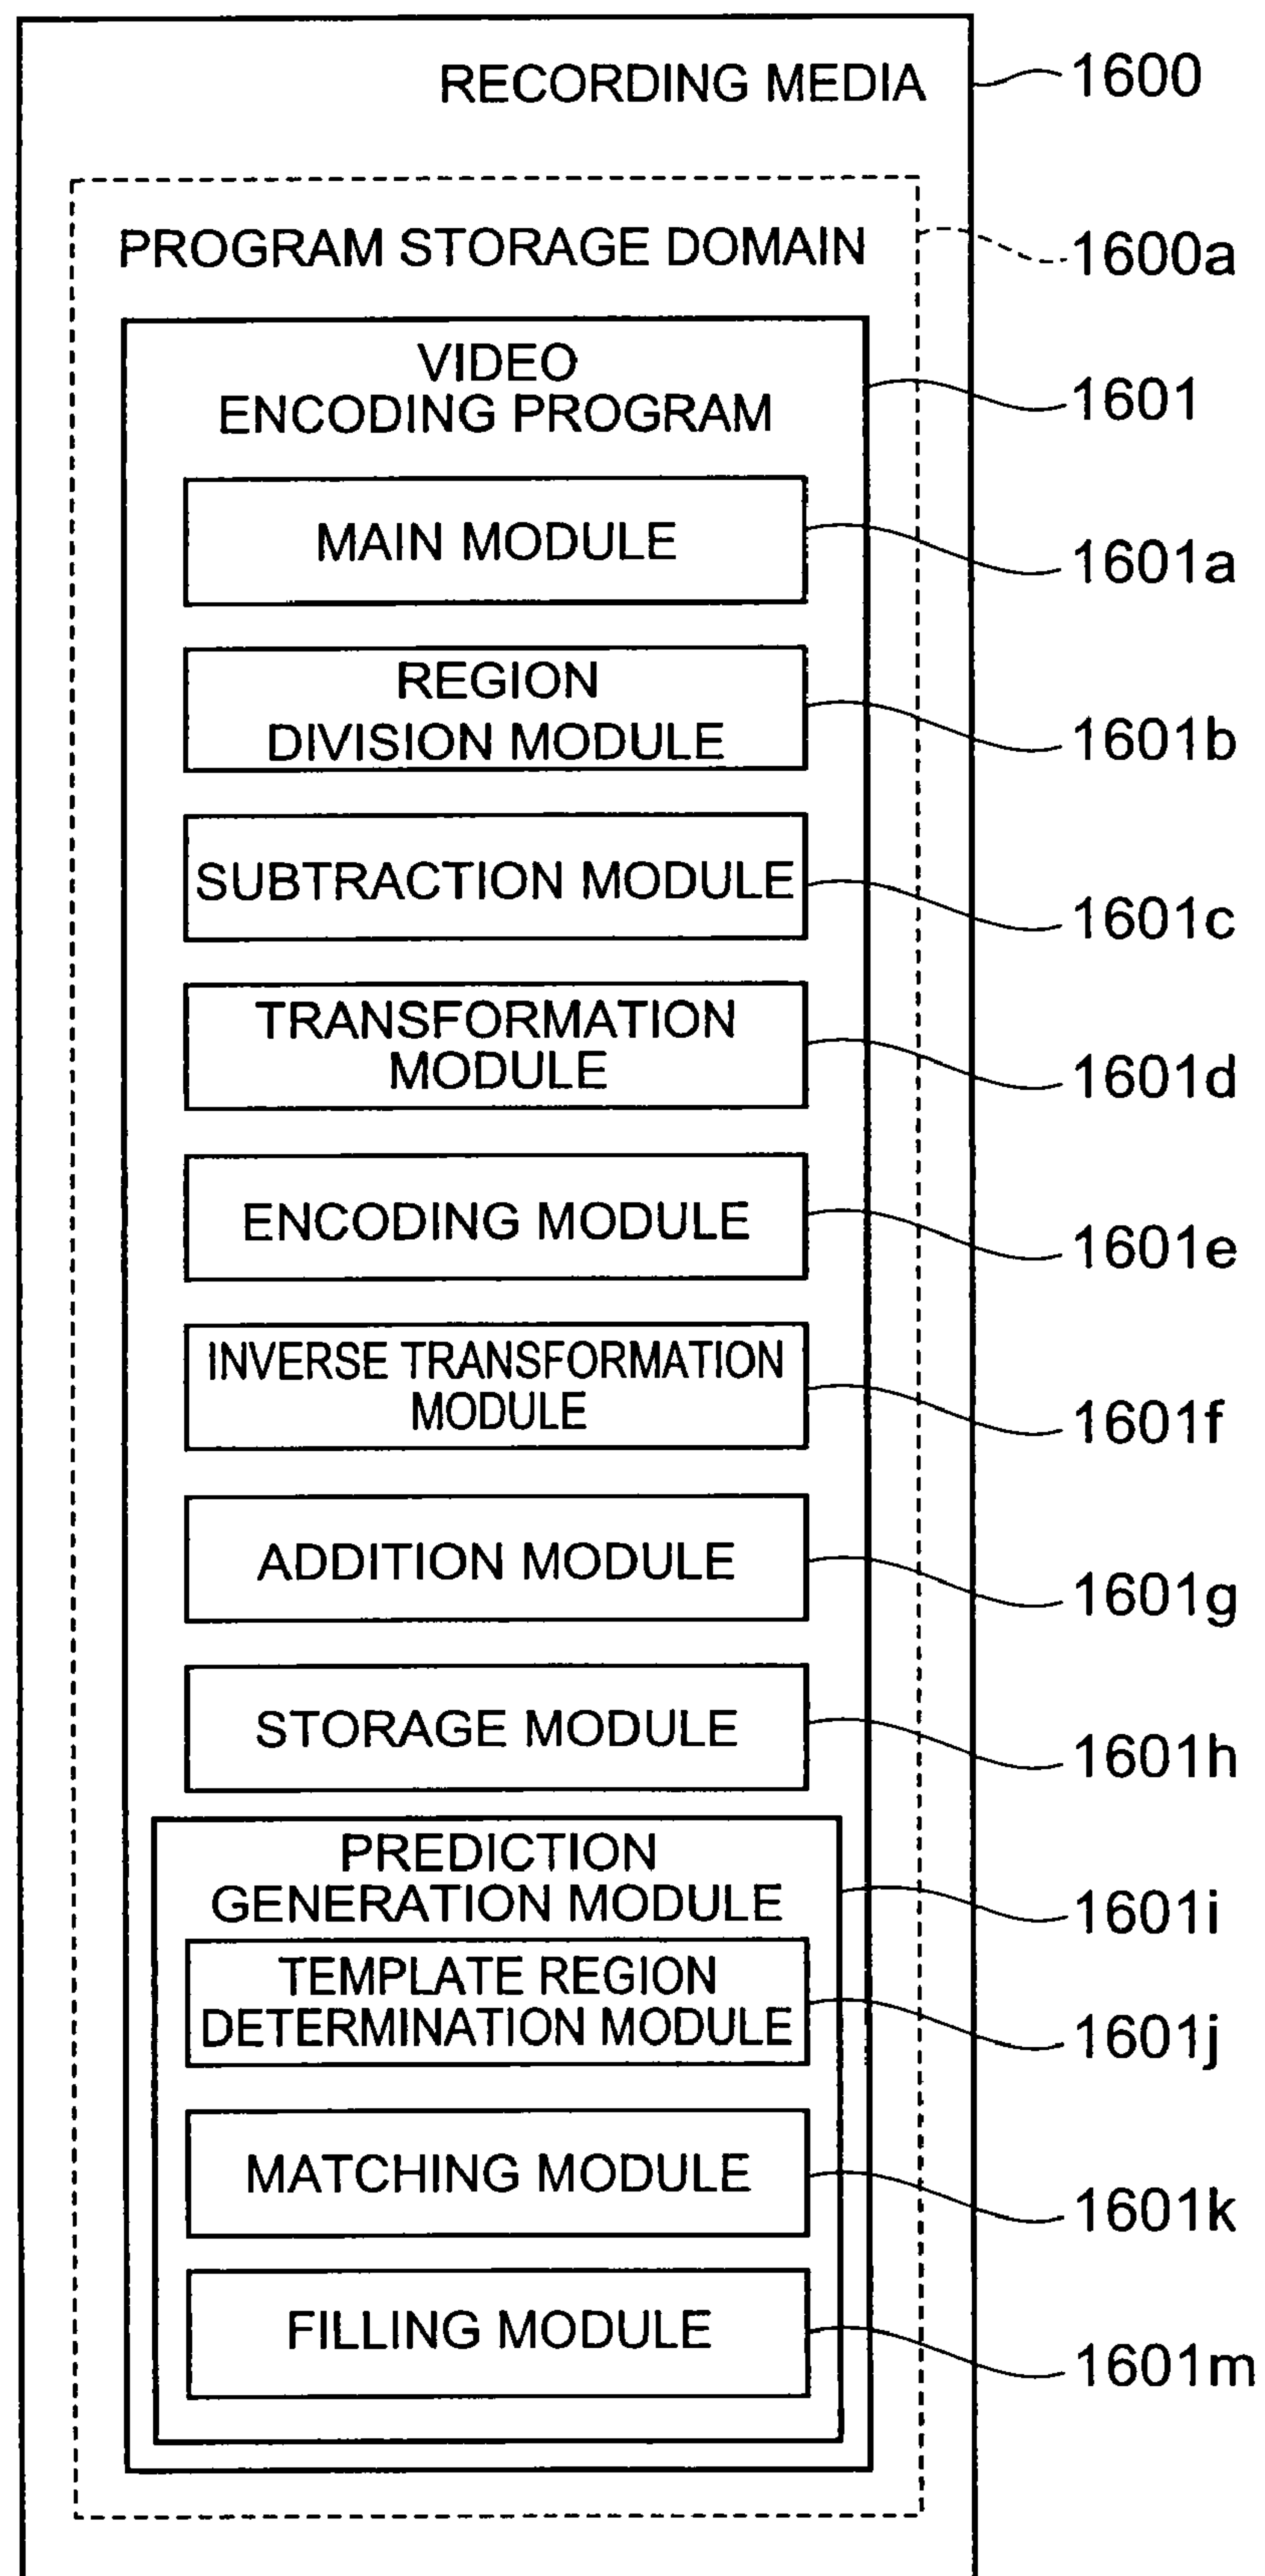 RECORDING MEDIA
1600
PROGRAM STORAGE DOMAIN
1600a
VIDEO
ENCODING PROGRAM
1601
MAIN MODULE
1601a
REGION
DIVISION MODULE
1601b
SUBTRACTION MODULE
1601c
TRANSFORMATION
MODULE
1601d
ENCODING MODULE
1601e
INVERSE TRANSFORMATION
MODULE
1601f
ADDITION MODULE
1601g
STORAGE MODULE
1601h
PREDICTION
GENERATION MODULE
1601i
TEMPLATE REGION
DETERMINATION MODULE
1601j
MATCHING MODULE
1601k
FILLING MODULE
1601m